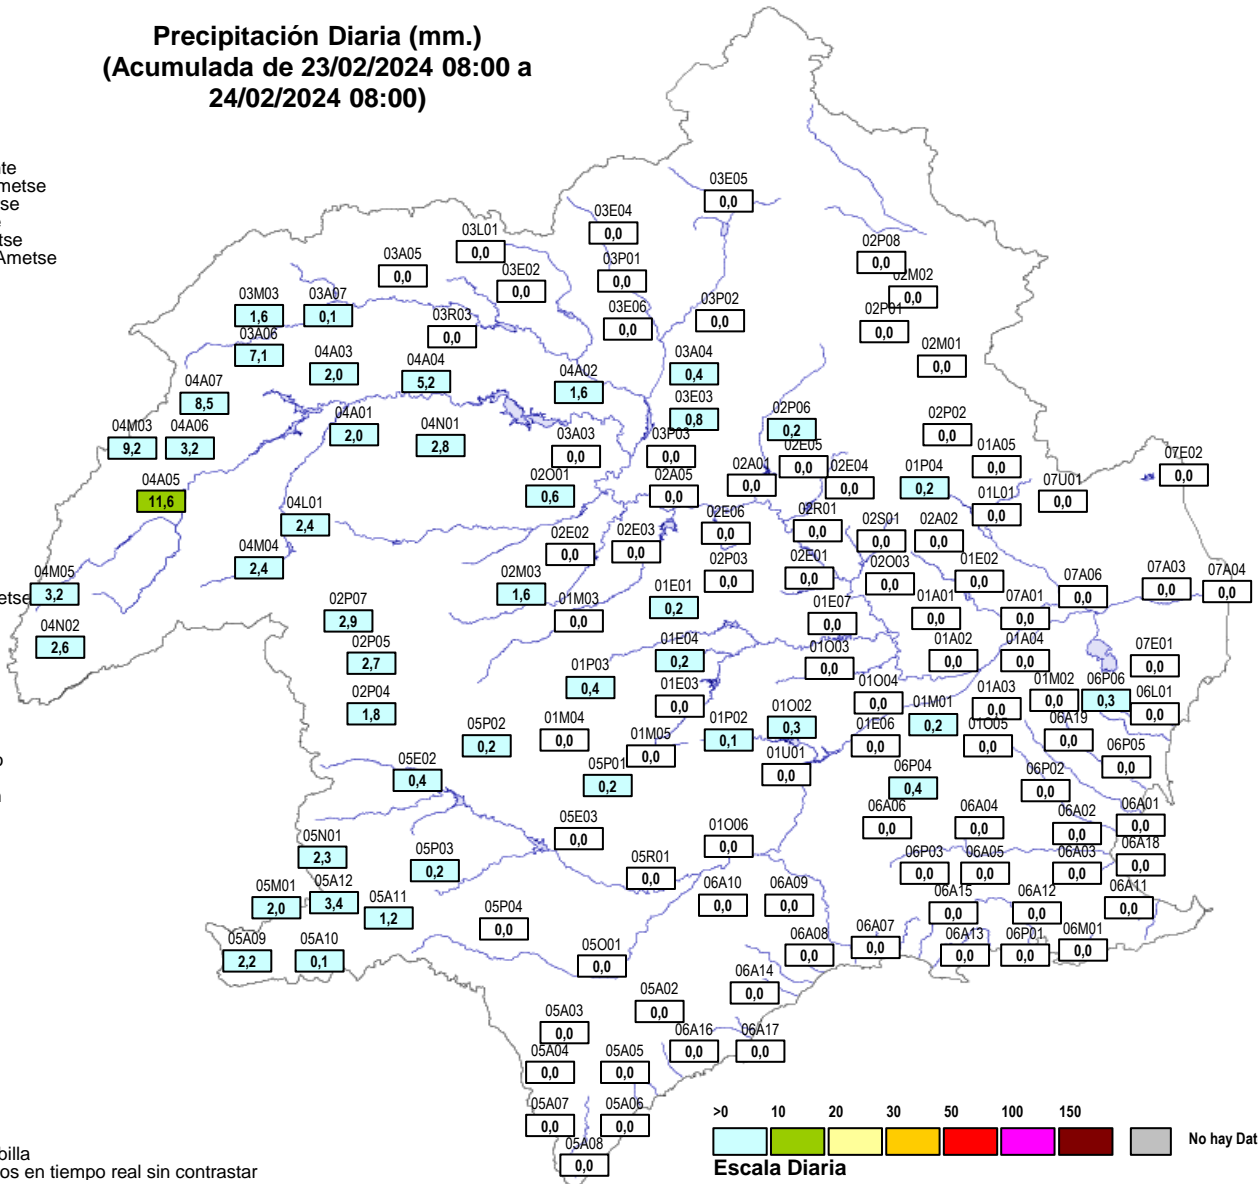 Precipitación Diaria (mm.)
(Acumulada de 23/02/2024 08:00 a
24/02/2024 08:00)
03E05
0,0
03E04
0,0
03L01
0,0
03A05
0,0
03E02
0,0
03P01
0,0
02P08
0,0
02M02
0,0
03M03
1,6
03A07
0,1
03R03
0,0
03E06
0,0
03P02
0,0
02P01
0,0
03A06
7,1
04A03
2,0
04A04
5,2
04A02
1,6
03A04
0,4
02M01
0,0
04A07
8,5
03E03
0,8
04M03
9,2
04A06
3,2
04A01
2,0
04N01
2,8
03A03
0,0
03P03
0,0
02P06
0,2
02P02
0,0
02E05
0,0
01A05
0,0
07E02
0,0
04A05
11,6
02O01
0,6
02A05
0,0
02A01
0,0
02E04
0,0
01P04
0,2
07U01
0,0
01L01
0,0
04L01
2,4
02E06
0,0
02R01
0,0
02S01
0,0
02A02
0,0
04M04
2,4
02E02
0,0
02E03
0,0
02P03
0,0
02E01
0,0
02O03
0,0
01E02
0,0
07A06
0,0
07A03
0,0
07A04
0,0
04M05
3,2
02M03
1,6
01M03
0,0
01E01
0,2
01E07
0,0
01A01
0,0
07A01
0,0
02P07
2,9
04N02
2,6
02P05
2,7
01E04
0,2
01O03
0,0
01A02
0,0
01A04
0,0
07E01
0,0
01P03
0,4
01E03
0,0
01O04
0,0
01A03
0,0
01M02
0,0
06P06
0,3
06L01
0,0
02P04
1,8
05P02
0,2
01M04
0,0
01M05
0,0
01P02
0,1
01O02
0,3
01E06
0,0
01M01
0,2
01O05
0,0
06A19
0,0
05E02
0,4
05P01
0,2
01U01
0,0
06P04
0,4
06P02
0,0
06P05
0,0
05E03
0,0
01O06
0,0
06A06
0,0
06A04
0,0
06A02
0,0
06A01
0,0
05N01
2,3
05P03
0,2
05R01
0,0
06P03
0,0
06A05
0,0
06A03
0,0
06A18
0,0
05M01
2,0
05A12
3,4
05A11
1,2
05P04
0,0
06A10
0,0
06A09
0,0
06A15
0,0
06A12
0,0
06A11
0,0
05A09
2,2
05A10
0,1
05O01
0,0
06A08
0,0
06A07
0,0
06A13
0,0
06P01
0,0
06M01
0,0
05A03
0,0
05A02
0,0
06A14
0,0
05A04
0,0
05A05
0,0
06A16
0,0
06A17
0,0
05A07
0,0
05A06
0,0
05A08
0,0
>0 10 20 30 50 100 150
No hay Dat
Escala Diaria
nte
metse
tse
Ametse
etse
billa
os en tiempo real sin contrastar